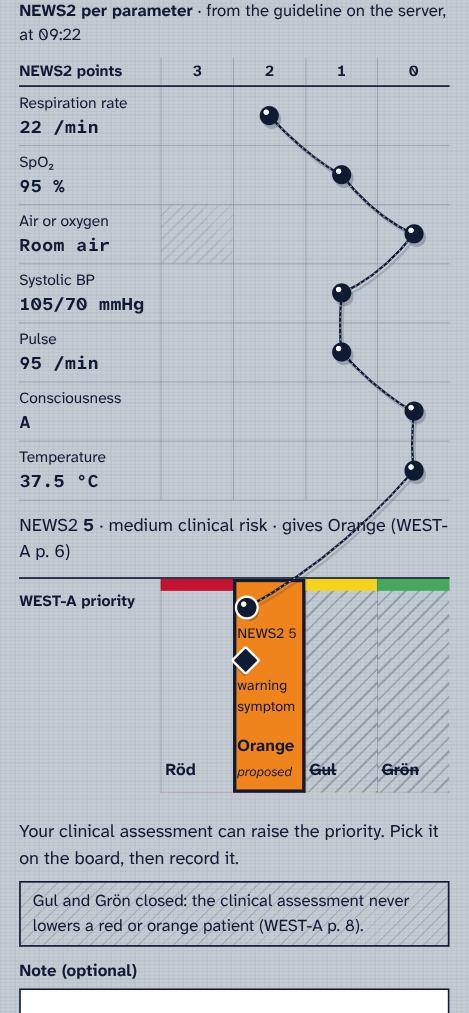 NEWS2 per parameter · from the guideline on the server,
at 09:22
NEWS2 points 3 2 1 0
Respiration rate
22 /min
SpO₂
95 %
Air or oxygen
Room air
Systolic BP
105/70 mmHg
Pulse
95 /min
Consciousness
A
Temperature
37.5 °C
NEWS2 5 · medium clinical risk · gives Orange (WEST-
A p. 6)
WEST-A priority
NEWS2 5
warning
symptom
Orange
Röd proposed Gul Grön
Your clinical assessment can raise the priority. Pick it
on the board, then record it.
Gul and Grön closed: the clinical assessment never
lowers a red or orange patient (WEST-A p. 8).
Note (optional)